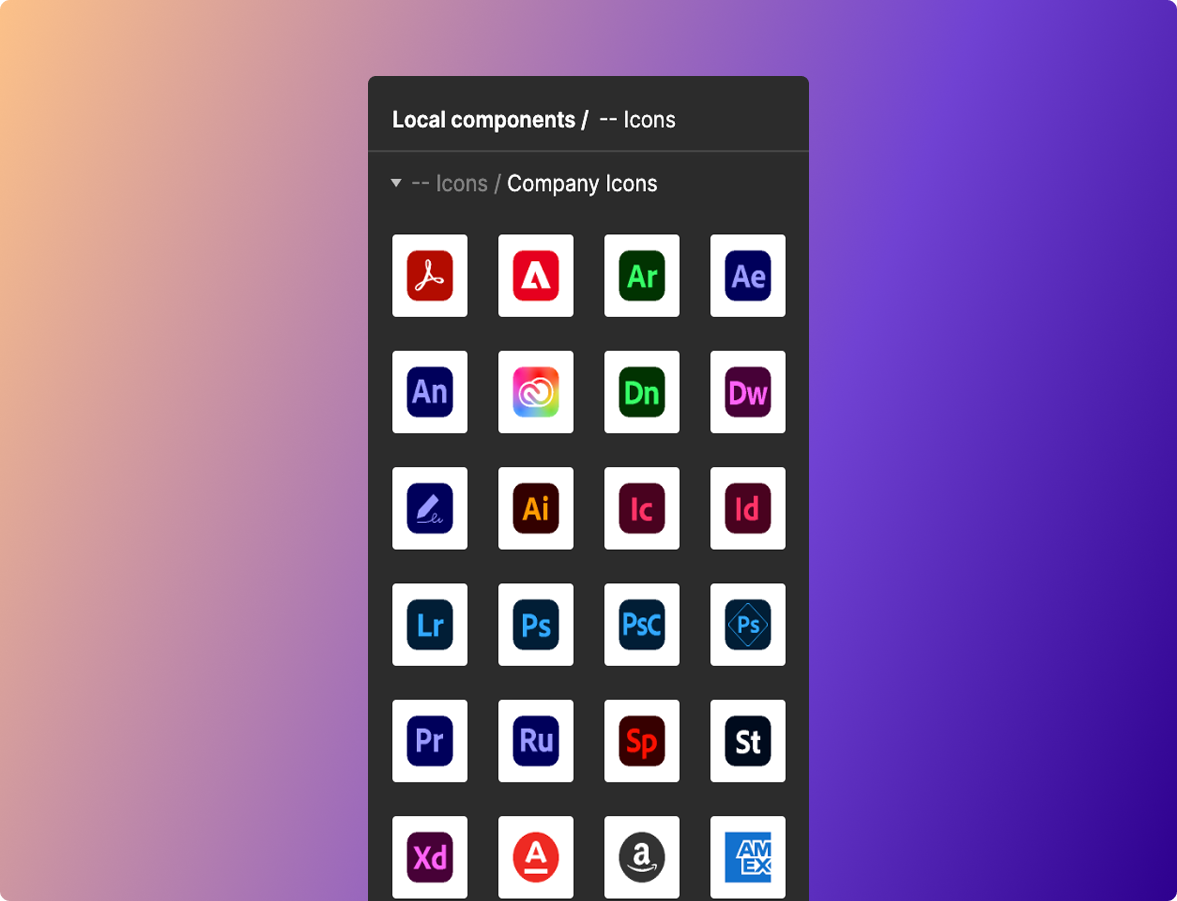 Local components / -- Icons
-- Icons / Company Icons
Ar Ae
An Dn Dw
Ai Ic Id
Lr Ps PsC Ps
Pr Ru Sp St
Xd A a AM
EX